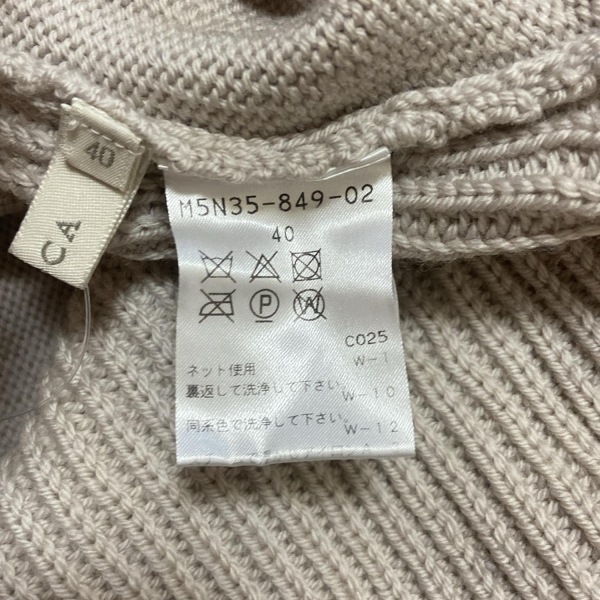 40
CA
M5N35-849-02
40
P
W
C025
ネット使用 W-1
裏返して洗浄して下さい。 W-10
同系色で洗浄して下さい。 W-12